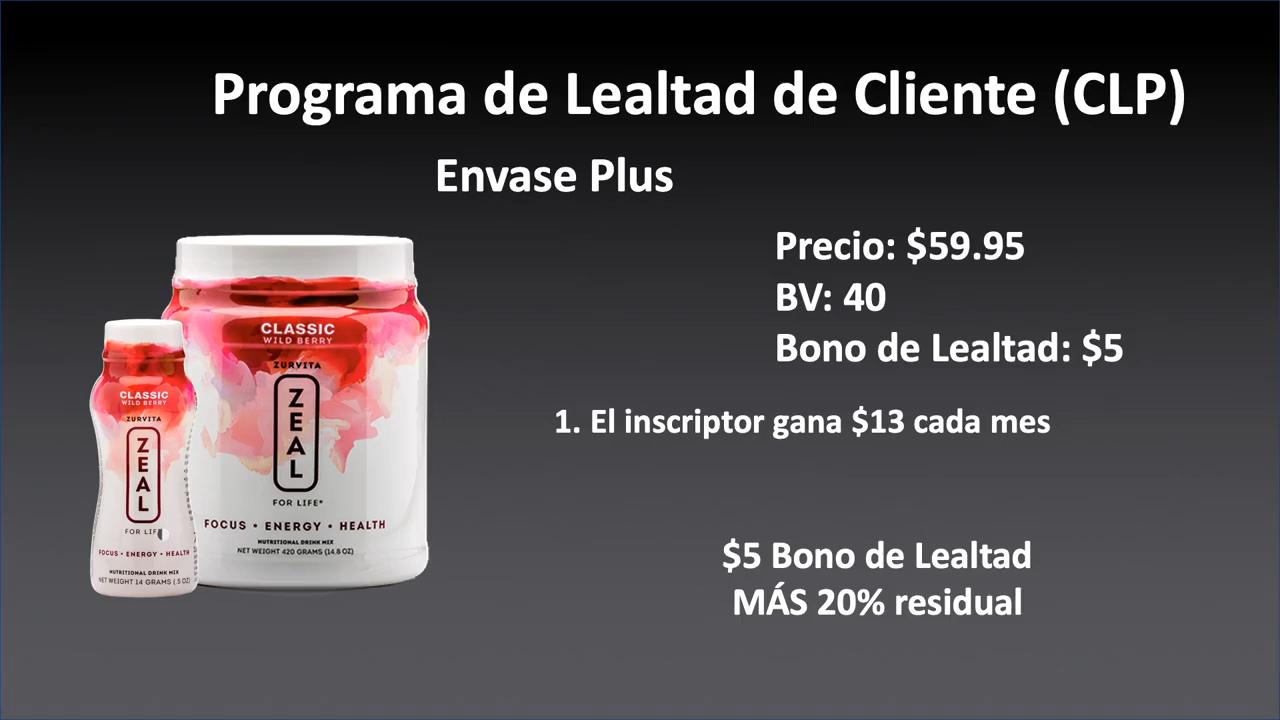 Programa de Lealtad de Cliente (CLP)
Envase Plus
Precio: $59.95
BV: 40
Bono de Lealtad: $5
1. El inscriptor gana $13 cada mes
$5 Bono de Lealtad
MÁS 20% residual
CLASSIC
WILD BERRY
ZURVITA
ZEAL
FOR LIFE*
FOCUS • ENERGY • HEALTH
NUTRITIONAL DRINK MIX
NET WEIGHT 420 GRAMS (14.8 OZ)
CLASSIC
WILD BERRY
ZURVITA
ZEAL
FOR
FOCUS • ENERGY • HEALTH
NUTRITIONAL DRINK MIX
NET WEIGHT 14 GRAMS (.5 OZ)